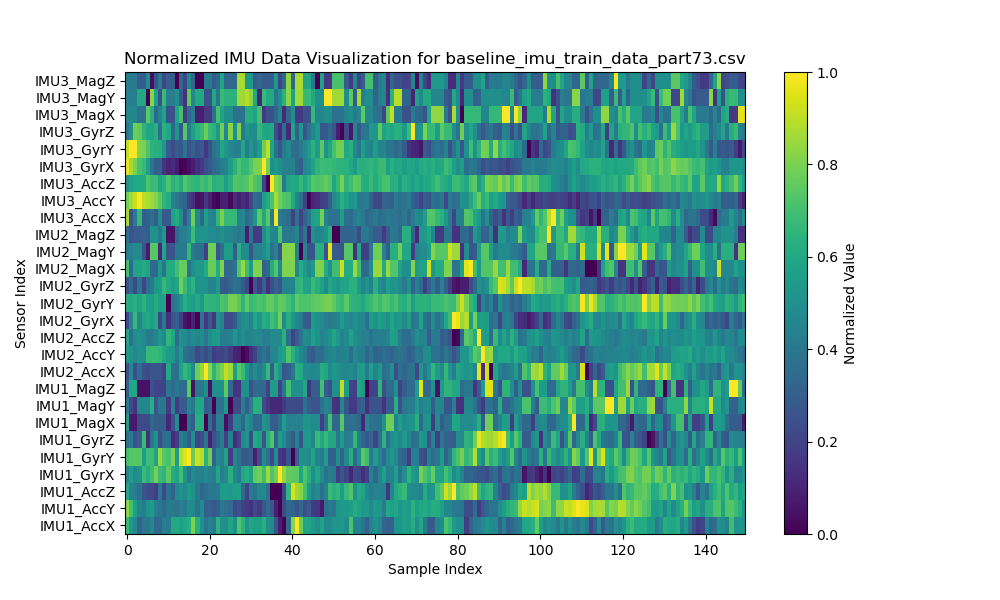 Normalized IMU Data Visualization for baseline_imu_train_data_part73.csv
IMU3_MagZ
IMU3_MagY
IMU3_MagX
IMU3_GyrZ
IMU3_GyrY
IMU3_GyrX
IMU3_AccZ
IMU3_AccY
IMU3_AccX
IMU2_MagZ
IMU2_MagY
IMU2_MagX
IMU2_GyrZ
IMU2_GyrY
IMU2_GyrX
IMU2_AccZ
IMU2_AccY
IMU2_AccX
IMU1_MagZ
IMU1_MagY
IMU1_MagX
IMU1_GyrZ
IMU1_GyrY
IMU1_GyrX
IMU1_AccZ
IMU1_AccY
IMU1_AccX
Sensor Index
0 20 40 60 80 100 120 140
Sample Index
1.0
0.8
0.6
0.4
0.2
0.0
Normalized Value